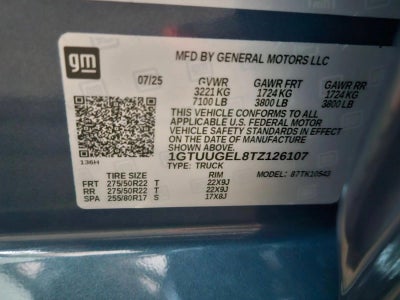 gm
MFD BY GENERAL MOTORS LLC
07/25 GVWR GAWR FRT GAWR RR
3221 KG 1724 KG 1724 KG
7100 LB 3800 LB 3800 LB
THIS VEHICLE CONFORMS TO ALL
APPLICABLE U.S. FEDERAL MOTOR
VEHICLE SAFETY STANDARDS IN EFFECT
ON THE DATE OF MANUFACTURE
SHOWN ABOVE.
1GTUUGEL8TZ126107
136H TYPE: TRUCK
MODEL: 87TK10543
TIRE SIZE RIM
FRT 275/50R22 T 22X9J
RR 275/50R22 T 22X9J
SPA 255/80R17 S 17X8J